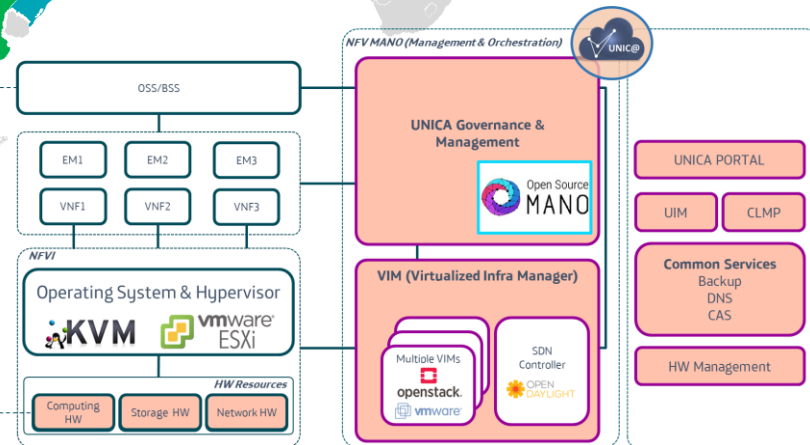 NFV MANO (Management & Orchestration)
UNIC@
OSS/BSS
UNICA Governance &
Management
Open Source
MANO
EM1
EM2
EM3
VNF1
VNF2
VNF3
UNICA PORTAL
UIM
CLMP
NFVI
Operating System & Hypervisor
KVM
vmware
ESXi
VIM (Virtualized Infra Manager)
Multiple VIMs
openstack.
vmware
SDN
Controller
OPEN
DAYLIGHT
Common Services
Backup
DNS
CAS
HW Management
HW Resources
Computing
HW
Storage HW
Network HW